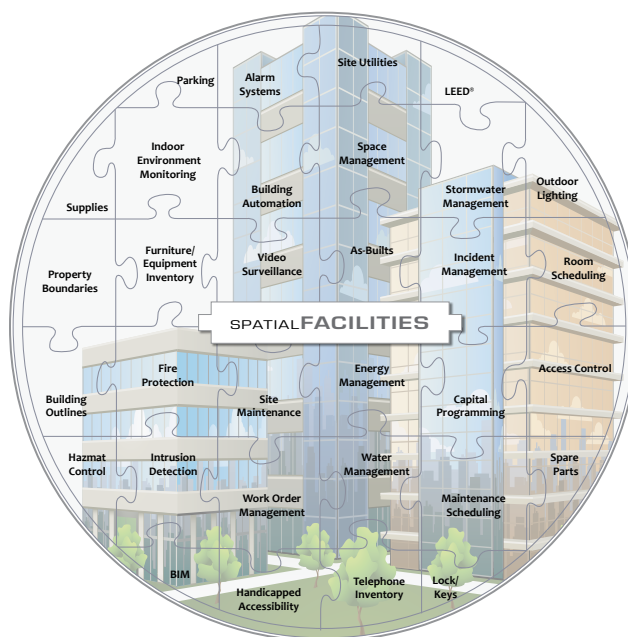 Site Utilities
Parking
Alarm
Systems
LEED®
Indoor
Environment
Monitoring
Space
Management
Building
Automation
Stormwater
Management
Outdoor
Lighting
Supplies
Furniture/
Equipment
Inventory
Video
Surveillance
As-Builts
Incident
Management
Room
Scheduling
Property
Boundaries
SPATIALFACILITIES
Fire
Protection
Energy
Management
Access Control
Building
Outlines
Site
Maintenance
Capital
Programming
Hazmat
Control
Intrusion
Detection
Water
Management
Spare
Parts
Work Order
Management
Maintenance
Scheduling
BIM
Handicapped
Accessibility
Telephone
Inventory
Lock/
Keys